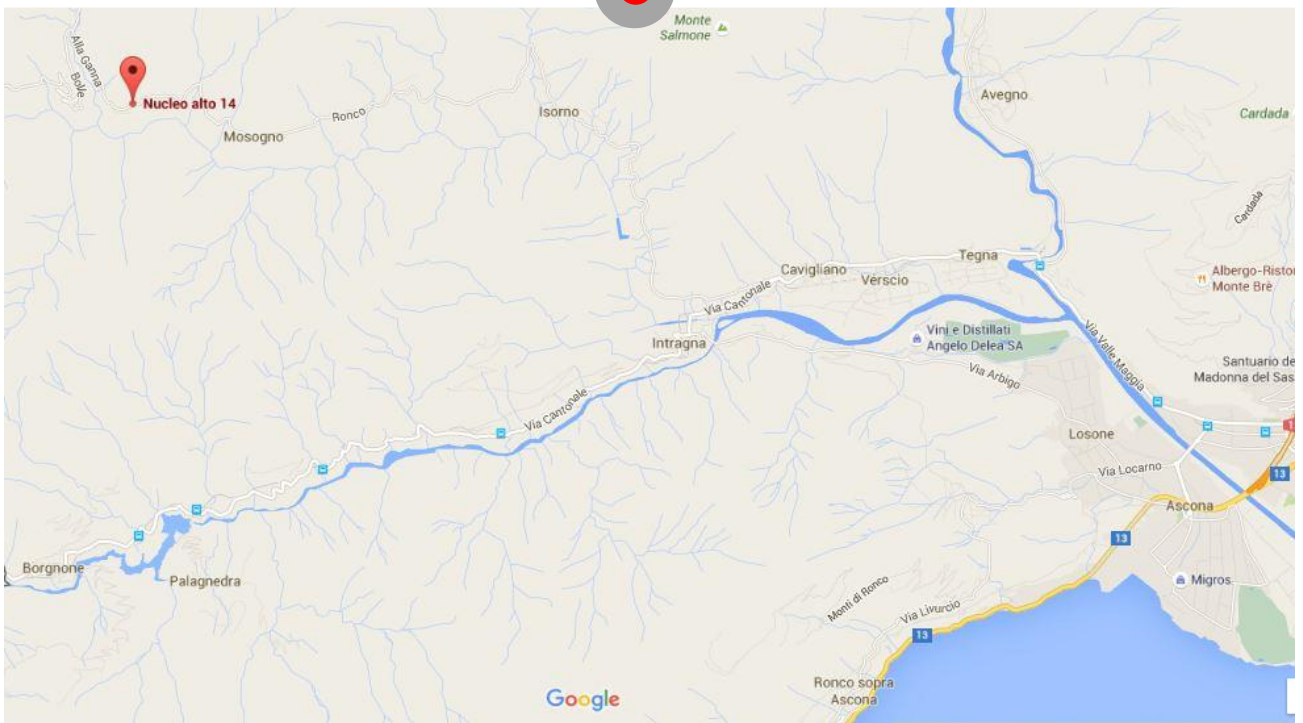 Monte
Salmone
Alla Ganna
Bolle
Nucleo alto 14
Mosogno
Ronco
Isorno
Avegno
Cardada
Cardada
Tegna
Cavigliano
Verscio
Albergo-Ristor
Monte Brè
Via Cantonale
Intragna
Vini e Distillati
Angelo Delea SA
Via Valle Maggia
Via Arbigo
Santuario de
Madonna del Sas
Via Cantonale
Losone
Via Locarno
13
Ascona
13
Borgnone
Palagnedra
Migros
Monti di Ronco
Via Livurcio
13
Ronco sopra
Ascona
Google